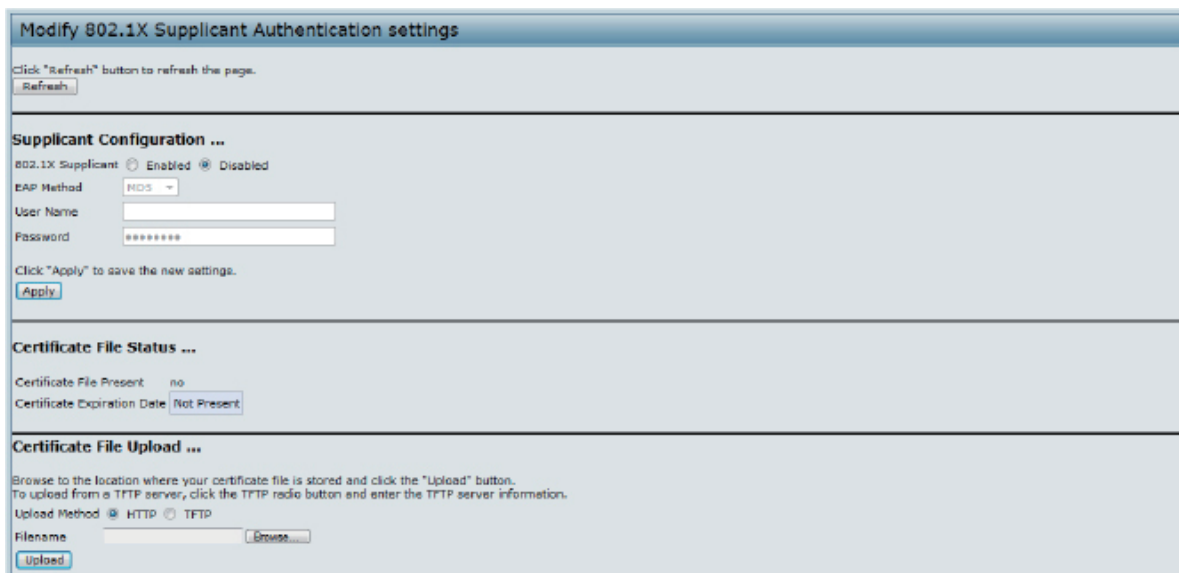 Modify 802.1X Supplicant Authentication settings
Click "Refresh" button to refresh the page.
Refresh
Supplicant Configuration ...
802.1X Supplicant Enabled Disabled
EAP Method MD5
User Name
Password ********
Click "Apply" to save the new settings.
Apply
Certificate File Status ...
Certificate File Present no
Certificate Expiration Date Not Present
Certificate File Upload ...
Browse to the location where your certificate file is stored and click the "Upload" button.
To upload from a TFTP server, click the TFTP radio button and enter the TFTP server information.
Upload Method HTTP TFTP
Filename Browse...
Upload